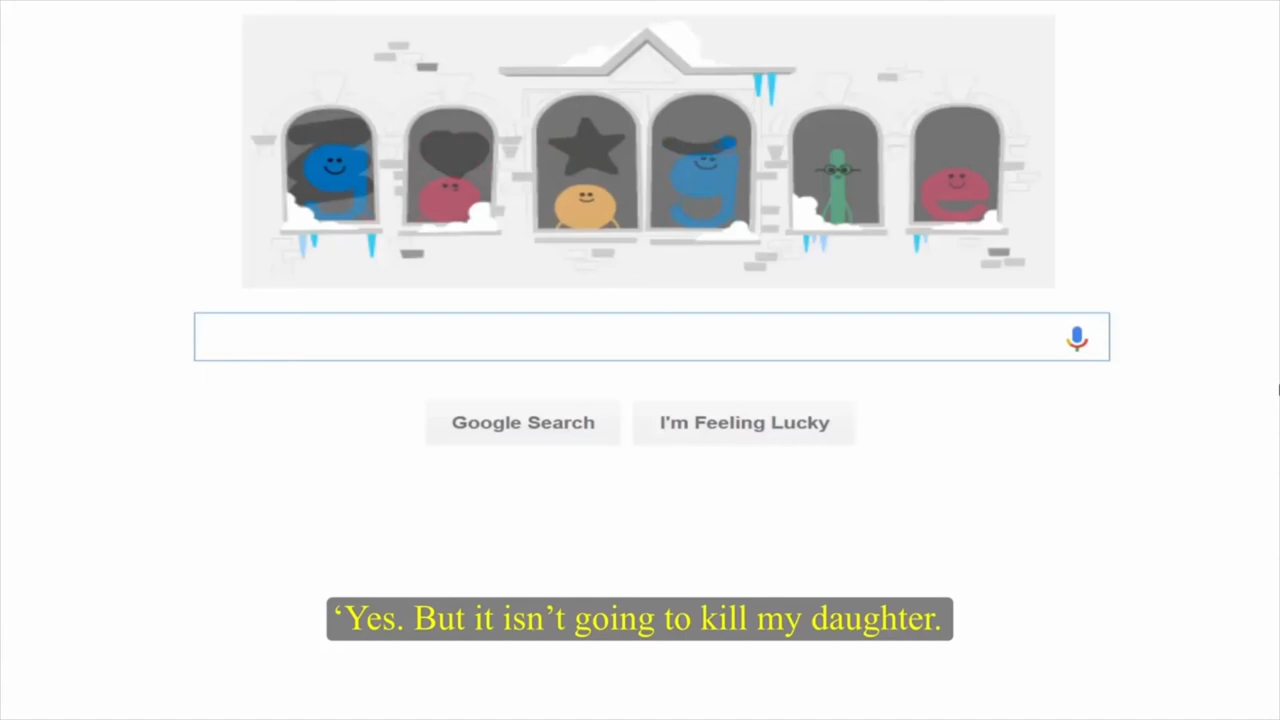 Google Search
I'm Feeling Lucky
‘Yes. But it isn’t going to kill my daughter.